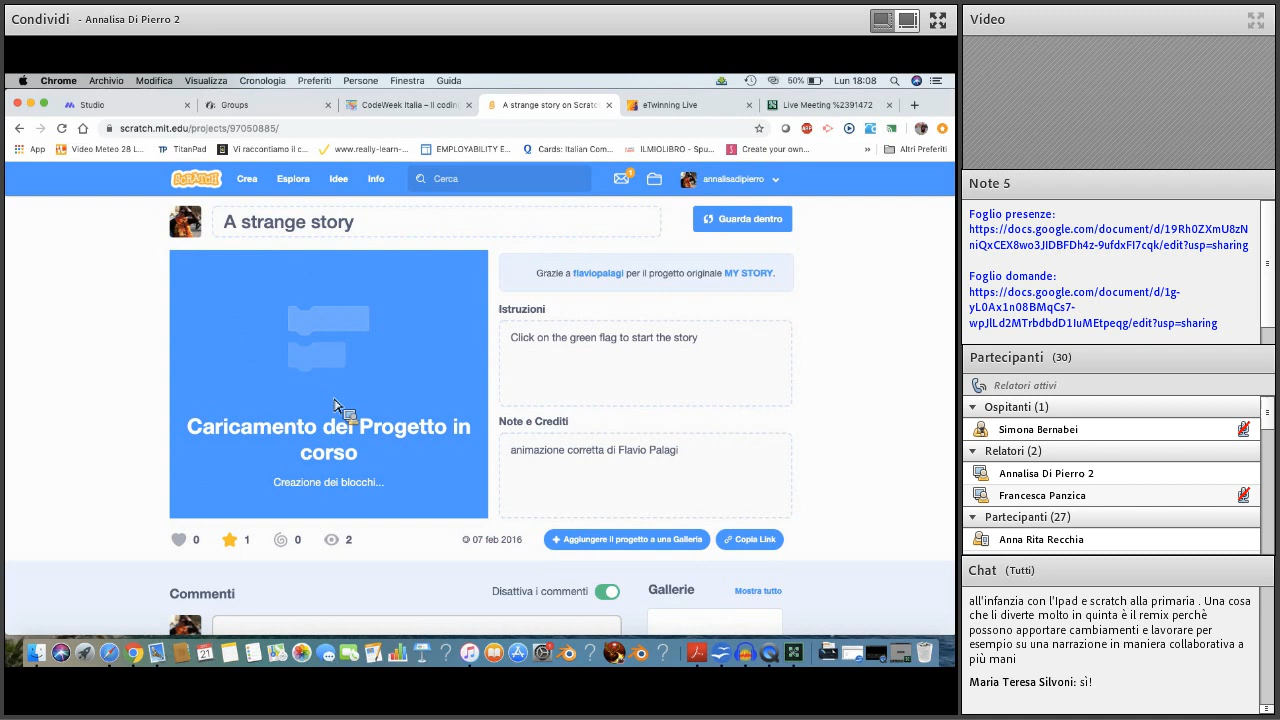 Condividi - Annalisa Di Pierro 2
Chrome Archivio Modifica Visualizza Cronologia Preferiti Persone Finestra Guida 50% Lun 18:08
Studio Groups CodeWeek Italia – Il codin A strange story on Scratc eTwinning Live Live Meeting %2391472
scratch.mit.edu/projects/97050885/
App Video Meteo 28 L... TitanPad Vi raccontiamo il c... www.really-learn-... EMPLOYABILITY E... Cards: Italian Com... ILMIOLIBRO - Spu... Create your own... » Altri Preferiti
SCRATCH Crea Esplora Idee Info Cerca 1 annalisadipierro
A strange story
Guarda dentro
Grazie a flaviopalagi per il progetto originale MY STORY.
Istruzioni
Click on the green flag to start the story
Caricamento del Progetto in
corso
Creazione dei blocchi...
Note e Crediti
animazione corretta di Flavio Palagi
0 1 0 2 © 07 feb 2016 Aggiungere il progetto a una Galleria Copia Link
Commenti Disattiva i commenti Gallerie Mostra tutto
Video
Note 5
Foglio presenze:
https://docs.google.com/document/d/19Rh0ZXmU8zN
niQxCEX8wo3JIDBFDh4z-9ufdxFI7cqk/edit?usp=sharing
Foglio domande:
https://docs.google.com/document/d/1g-
yL0Ax1n08BMqCs7-
wpJlLd2MTrbdbdD1IuMEtpeqg/edit?usp=sharing
Partecipanti (30)
Relatori attivi
Ospitanti (1)
Simona Bernabei
Relatori (2)
Annalisa Di Pierro 2
Francesca Panzica
Partecipanti (27)
Anna Rita Recchia
Chat (Tutti)
all'infanzia con l'Ipad e scratch alla primaria . Una cosa
che li diverte molto in quinta è il remix perchè
possono apportare cambiamenti e lavorare per
esempio su una narrazione in maniera collaborativa a
più mani
Maria Teresa Silvoni: sì!